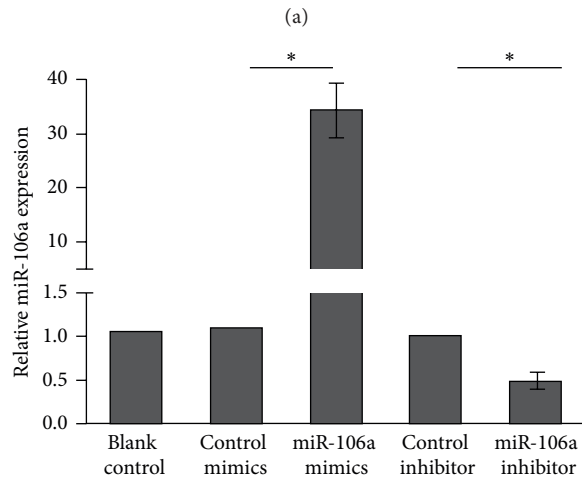 (a)
*
*
40
30
20
10
1.5
1.0
0.5
0.0
Relative miR-106a expression
Blank
control
Control
mimics
miR-106a
mimics
Control
inhibitor
miR-106a
inhibitor